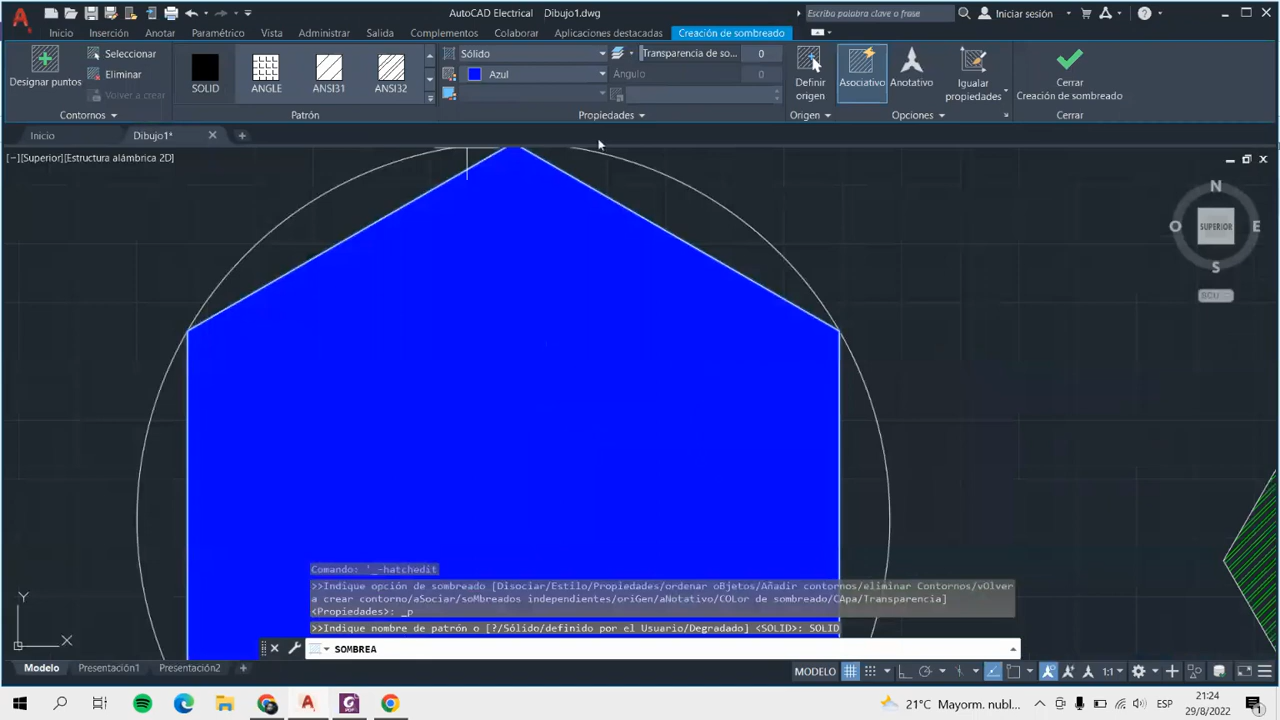 AutoCAD Electrical Dibujo1.dwg
Escriba palabra clave o frase
Iniciar sesión
Inicio Inserción Anotar Paramétrico Vista Administrar Salida Complementos Colaborar Aplicaciones destacadas Creación de sombreado
Designar puntos
Seleccionar
Eliminar
Volver a crear
Contornos
SOLID ANGLE ANSI31 ANSI32
Patrón
Sólido
Azul
Transparencia de so... 0
Ángulo 0
Propiedades
Definir
origen
Origen
Asociativo Anotativo Igualar
propiedades
Opciones
Cerrar
Creación de sombreado
Cerrar
Inicio Dibujo1*
[−][Superior][Estructura alámbrica 2D]
N
O SUPERIOR E
S
SCU
Comando: '_-hatchedit
>>Indique opción de sombreado [Disociar/Estilo/Propiedades/ordenar oBjetos/Añadir contornos/eliminar Contornos/vOlver
a crear contorno/aSociar/soMbreados independientes/oriGen/aNotativo/COLor de sombreado/CApa/Transparencia]
<Propiedades>: _p
>>Indique nombre de patrón o [?/Sólido/definido por el Usuario/Degradado] <SOLID>: SOLID
SOMBREA
Y
X
Modelo Presentación1 Presentación2
MODELO 1:1
21°C Mayorm. nubl...
ESP
21:24
29/8/2022
1